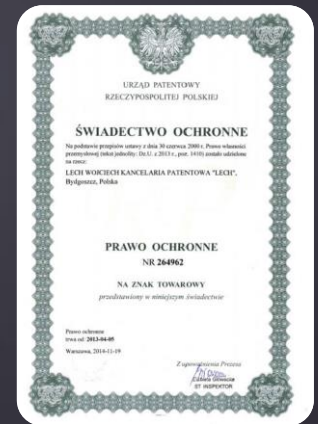 URZĄD PATENTOWY
RZECZYPOSPOLITEJ POLSKIEJ
ŚWIADECTWO OCHRONNE
Na podstawie przepisów ustawy z dnia 30 czerwca 2000 r. Prawo własności
przemysłowej (tekst jednolity: Dz.U. z 2013 r., poz. 1410) zostało udzielone
na rzecz:
LECH WOJCIECH KANCELARIA PATENTOWA "LECH",
Bydgoszcz, Polska
PRAWO OCHRONNE
NR 264962
NA ZNAK TOWAROWY
przedstawiony w niniejszym świadectwie
Prawo ochronne
trwa od: 2013-04-05
Warszawa, 2014-11-19
Z upoważnienia Prezesa
Elżbieta Głowacka
ST INSPEKTOR